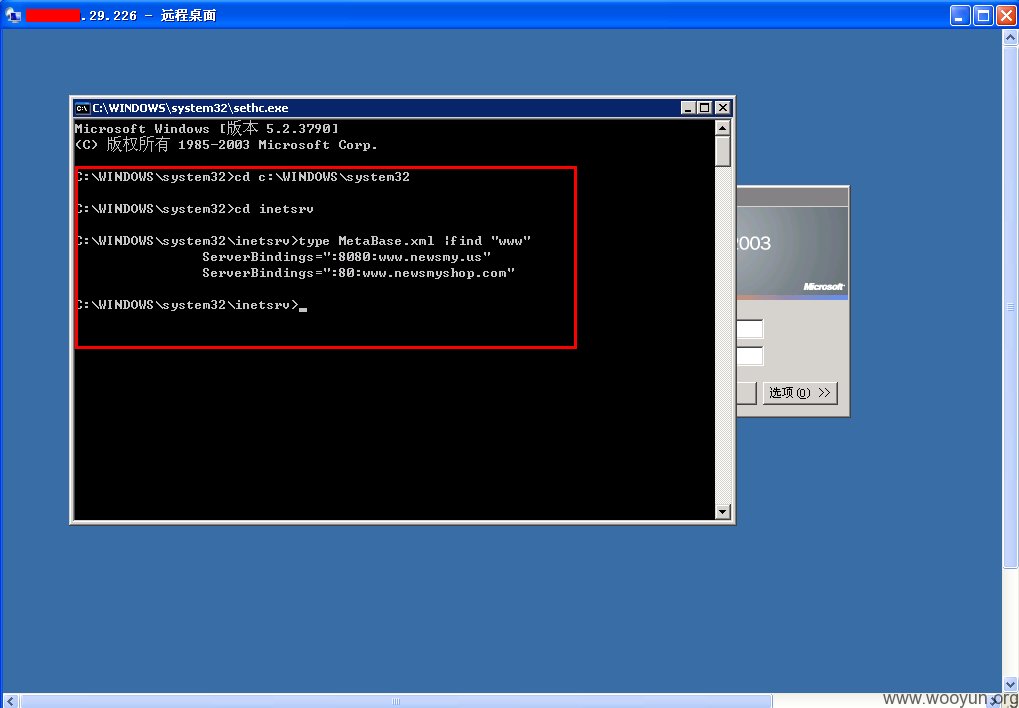 .29.226 - 远程桌面
C:\WINDOWS\system32\sethc.exe
Microsoft Windows [版本 5.2.3790]
(C) 版权所有 1985-2003 Microsoft Corp.
C:\WINDOWS\system32>cd c:\WINDOWS\system32
C:\WINDOWS\system32>cd inetsrv
C:\WINDOWS\system32\inetsrv>type MetaBase.xml |find "www"
ServerBindings=":8080:www.newsmy.us"
ServerBindings=":80:www.newsmyshop.com"
C:\WINDOWS\system32\inetsrv>_
2003
Microsoft
选项(O) >>
www.wooyun.org